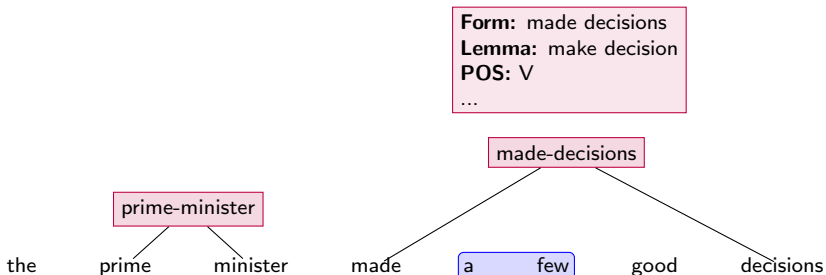 Form: made decisions
Lemma: make decision
POS: V
...
made-decisions
prime-minister
the prime minister made a few good decisions